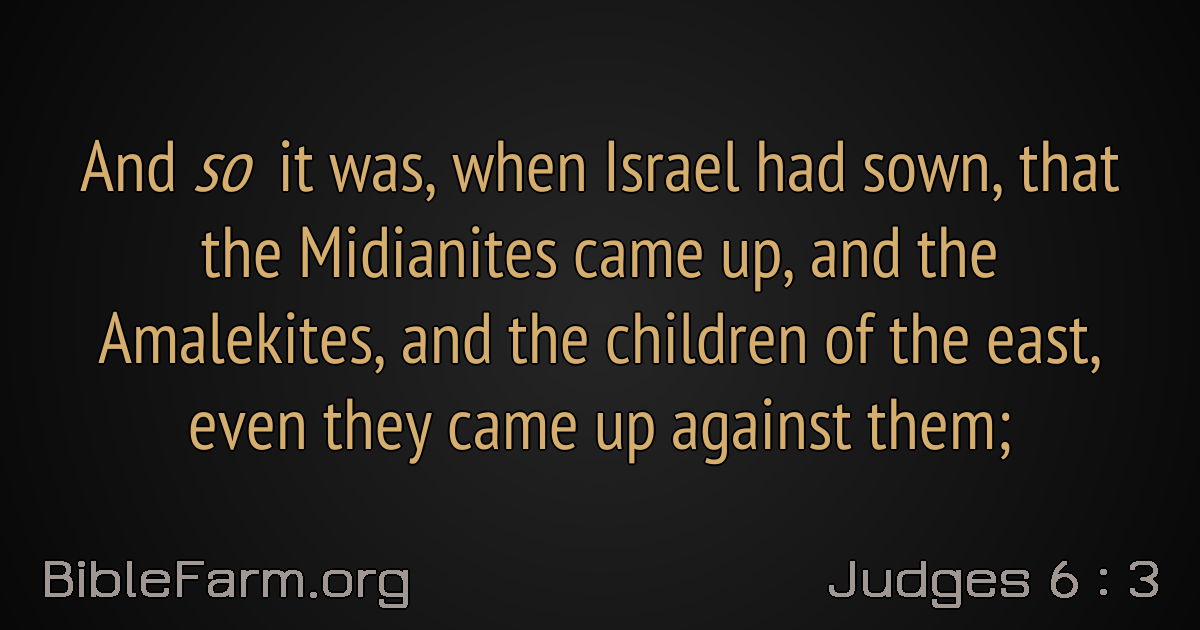 And so it was, when Israel had sown, that
the Midianites came up, and the
Amalekites, and the children of the east,
even they came up against them;
BibleFarm.org
Judges 6 : 3